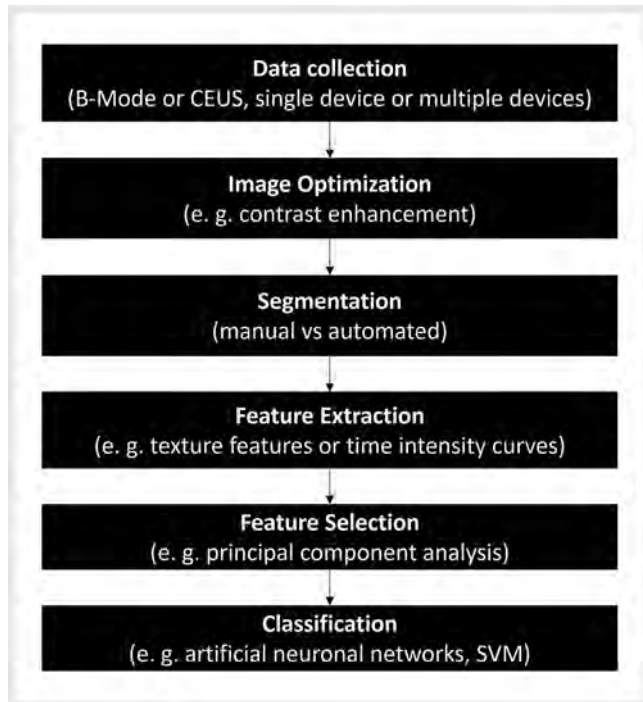 Data collection
(B-Mode or CEUS, single device or multiple devices)
Image Optimization
(e. g. contrast enhancement)
Segmentation
(manual vs automated)
Feature Extraction
(e. g. texture features or time intensity curves)
Feature Selection
(e. g. principal component analysis)
Classification
(e. g. artificial neuronal networks, SVM)